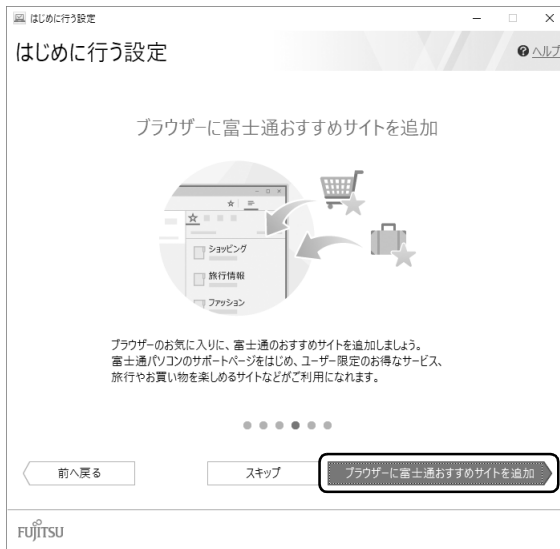 はじめに行う設定
はじめに行う設定
ヘルプ
ブラウザーに富士通おすすめサイトを追加
ショッピング
旅行情報
ファッション
ブラウザーのお気に入りに、富士通のおすすめサイトを追加しましょう。
富士通パソコンのサポートページをはじめ、ユーザー限定のお得なサービス、
旅行やお買い物を楽しめるサイトなどがご利用になれます。
前へ戻る
スキップ
ブラウザーに富士通おすすめサイトを追加
FUJITSU